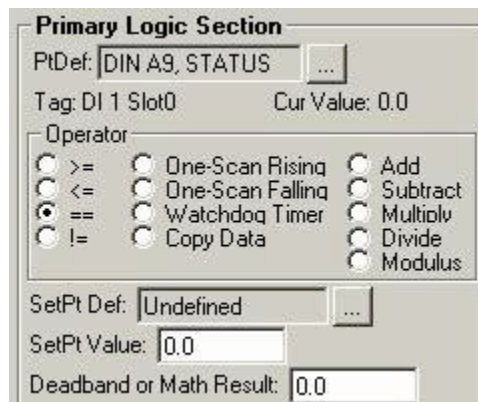 Primary Logic Section
PtDef: DIN A9, STATUS ...
Tag: DI 1 Slot0 Cur Value: 0.0
Operator
>= One-Scan Rising Add
<= One-Scan Falling Subtract
== Watchdog Timer Multiply
!= Copy Data Divide
Modulus
SetPt Def: Undefined ...
SetPt Value: 0.0
Deadband or Math Result: 0.0